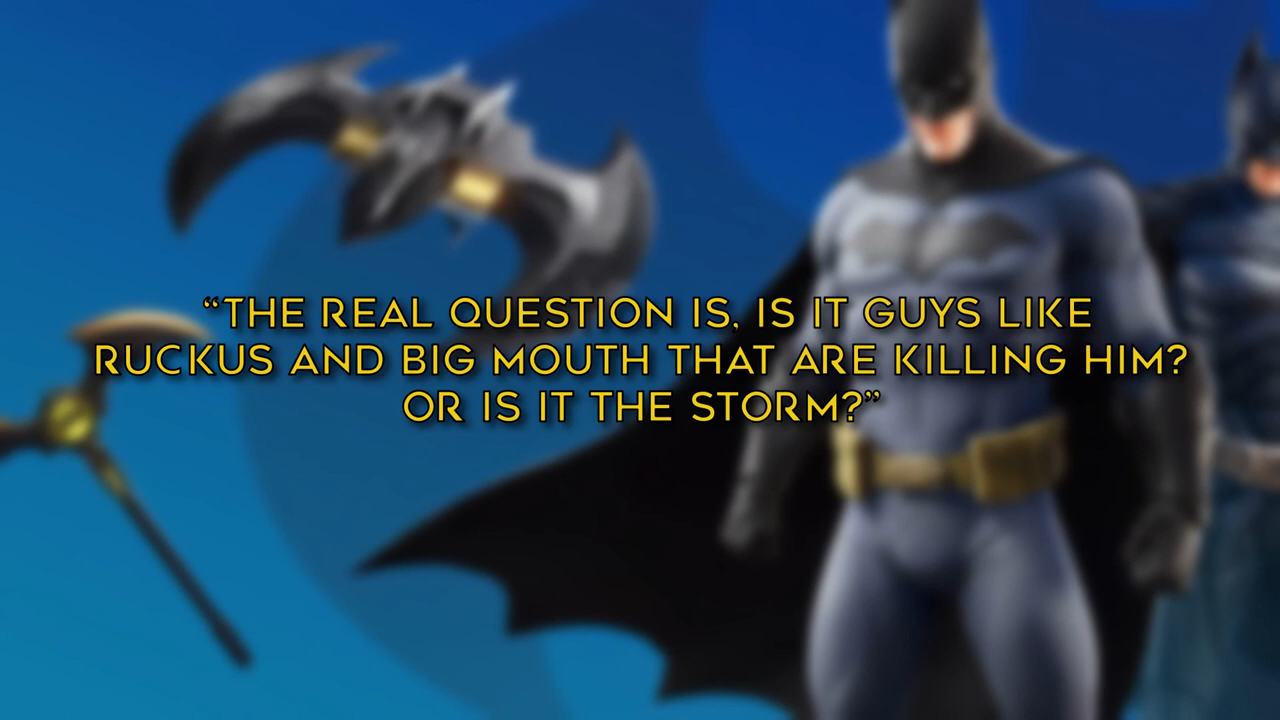 “THE REAL QUESTION IS, IS IT GUYS LIKE
RUCKUS AND BIG MOUTH THAT ARE KILLING HIM?
OR IS IT THE STORM?”